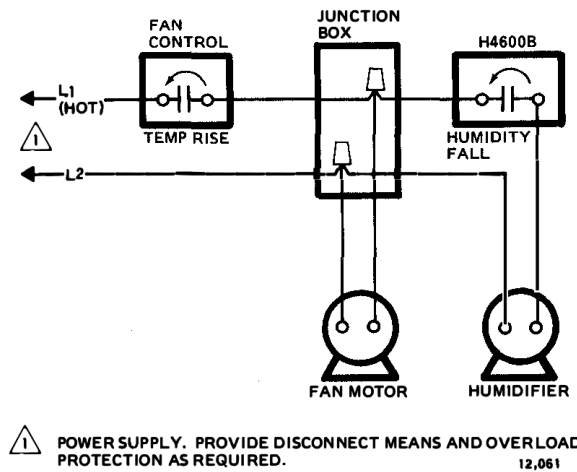 FAN
CONTROL
JUNCTION
BOX
H4600B
L1
(HOT)
1
TEMP RISE
HUMIDITY
FALL
L2
FAN MOTOR
HUMIDIFIER
1 POWER SUPPLY. PROVIDE DISCONNECT MEANS AND OVERLOAD
PROTECTION AS REQUIRED.
12,061